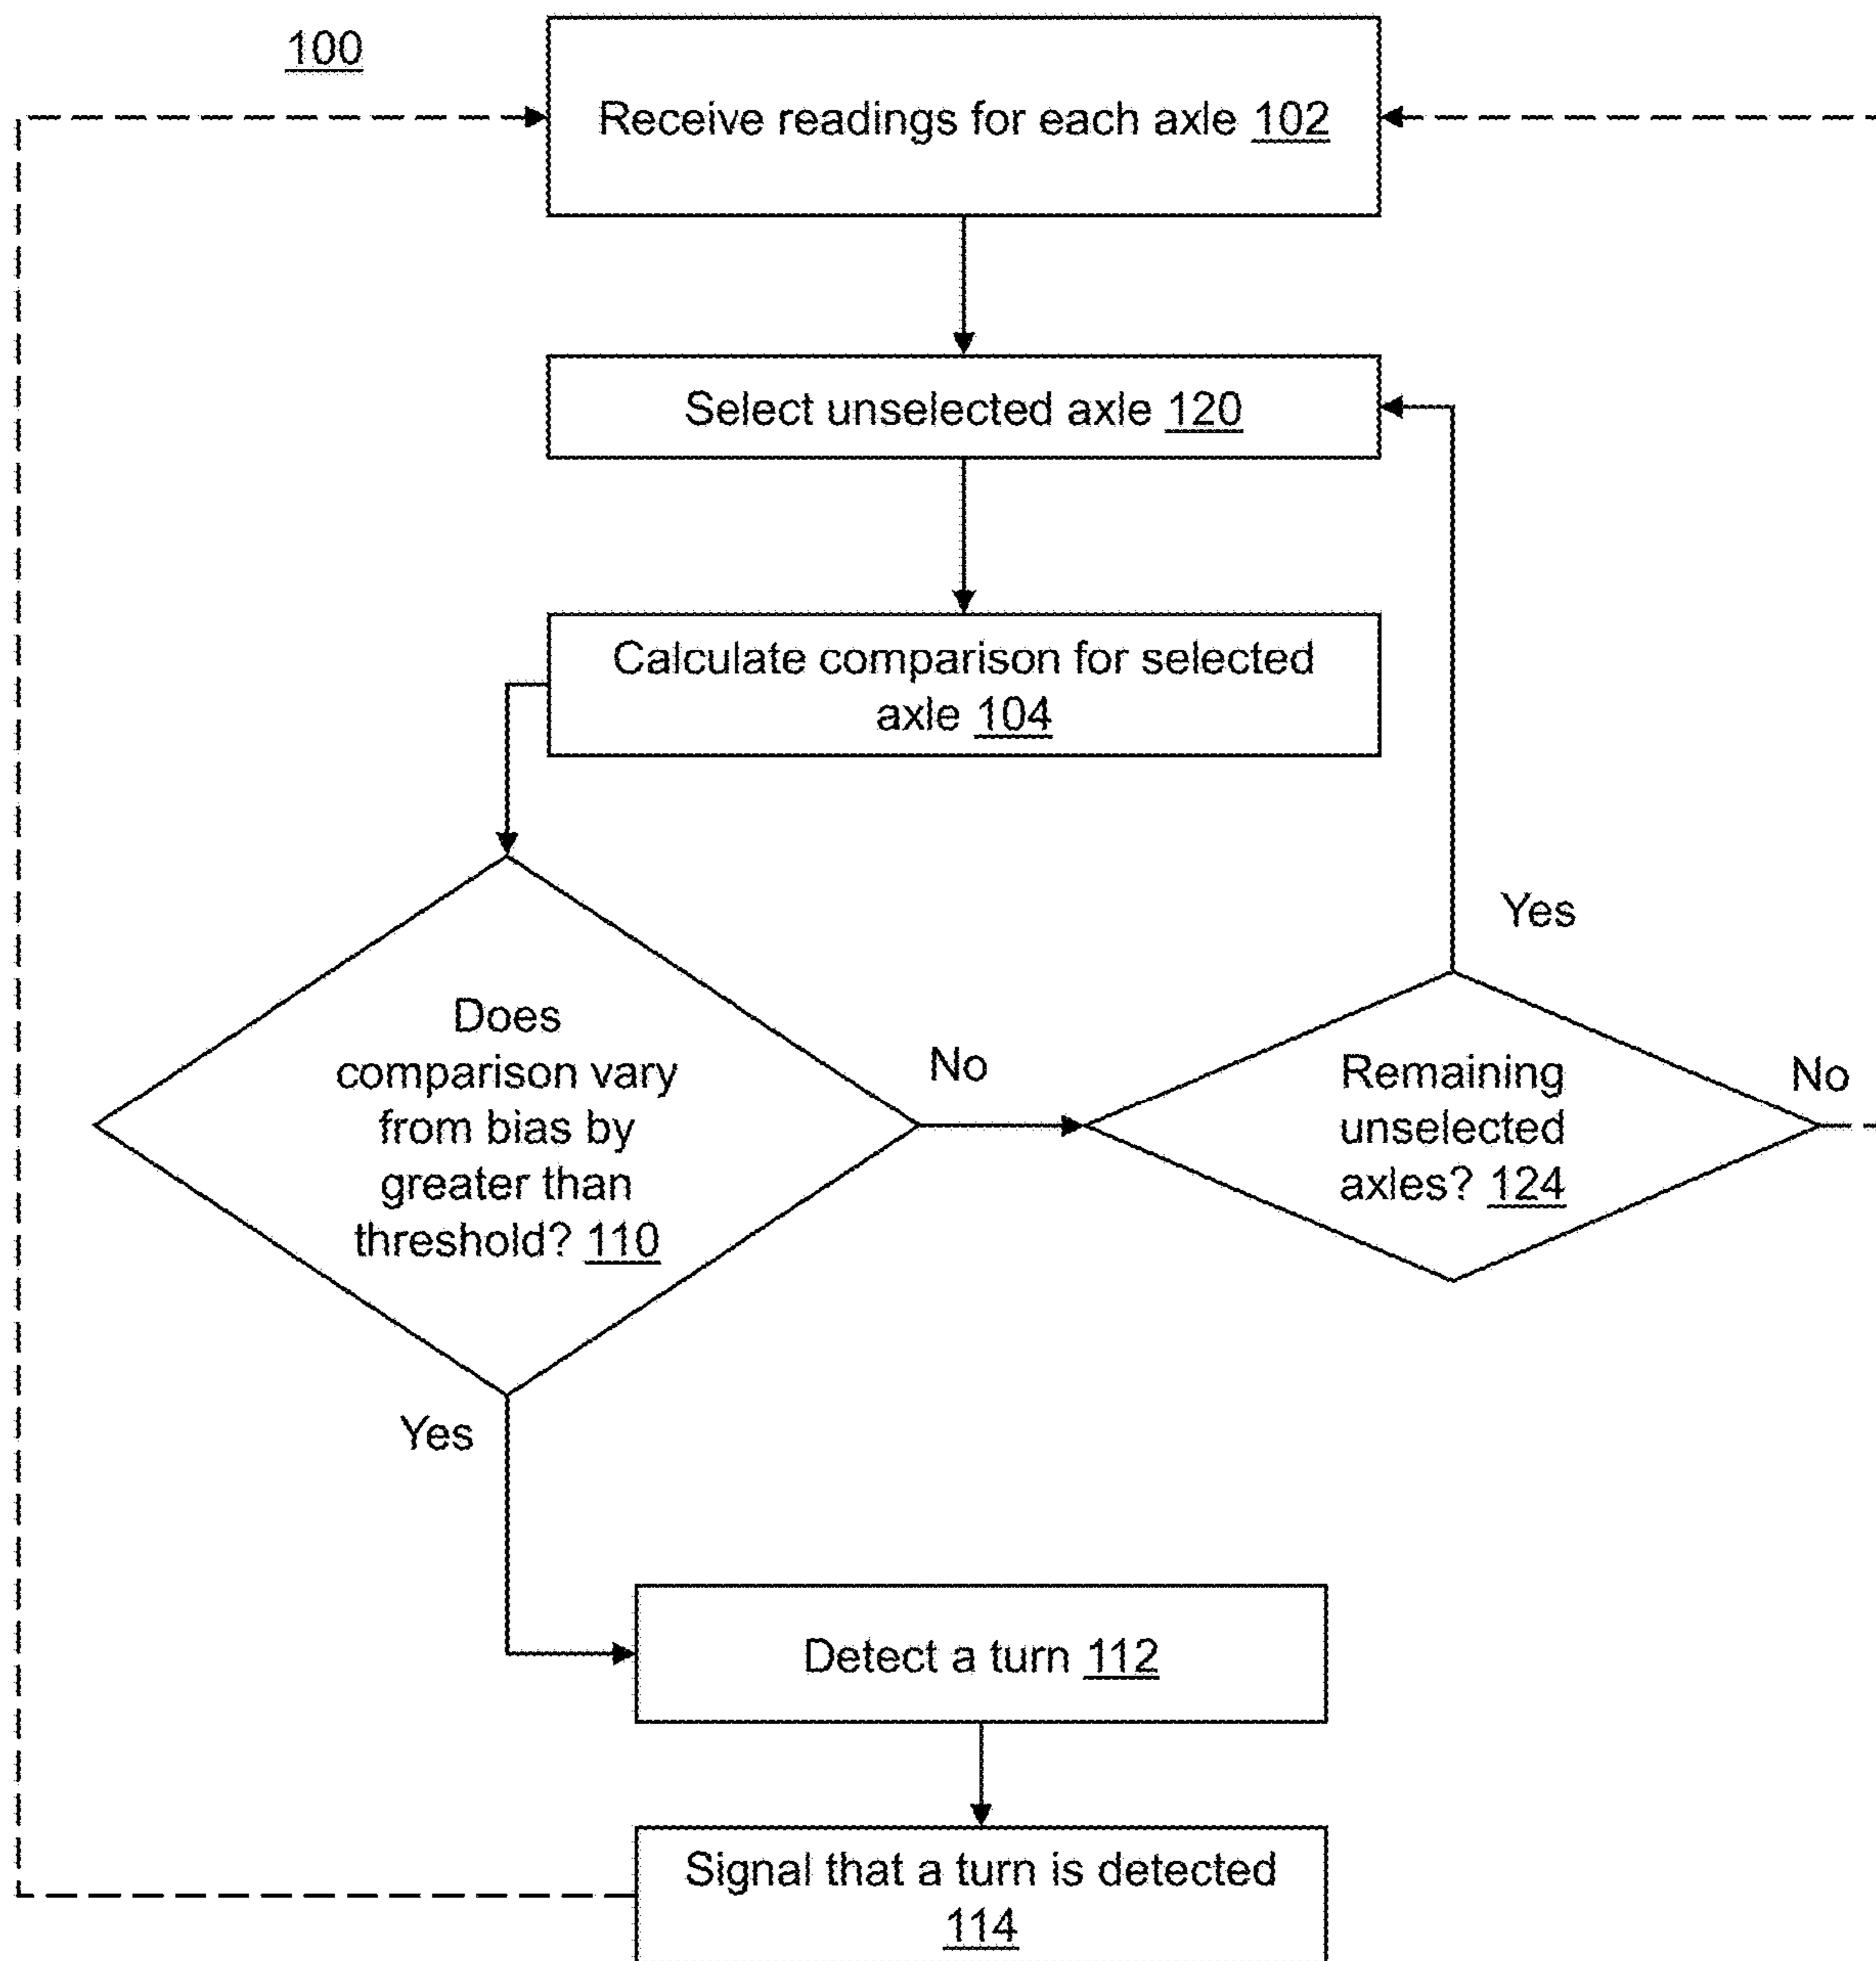 100
Receive readings for each axle 102
Select unselected axle 120
Calculate comparison for selected
axle 104
Yes
Does
comparison vary
from bias by
greater than
threshold? 110
No
Remaining
unselected
axles? 124
No
Yes
Detect a turn 112
Signal that a turn is detected
114